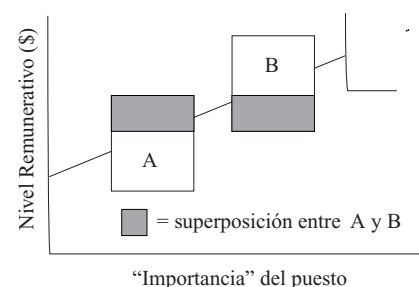 Nivel Remunerativo ($)
B
A
= superposición entre A y B
“Importancia” del puesto